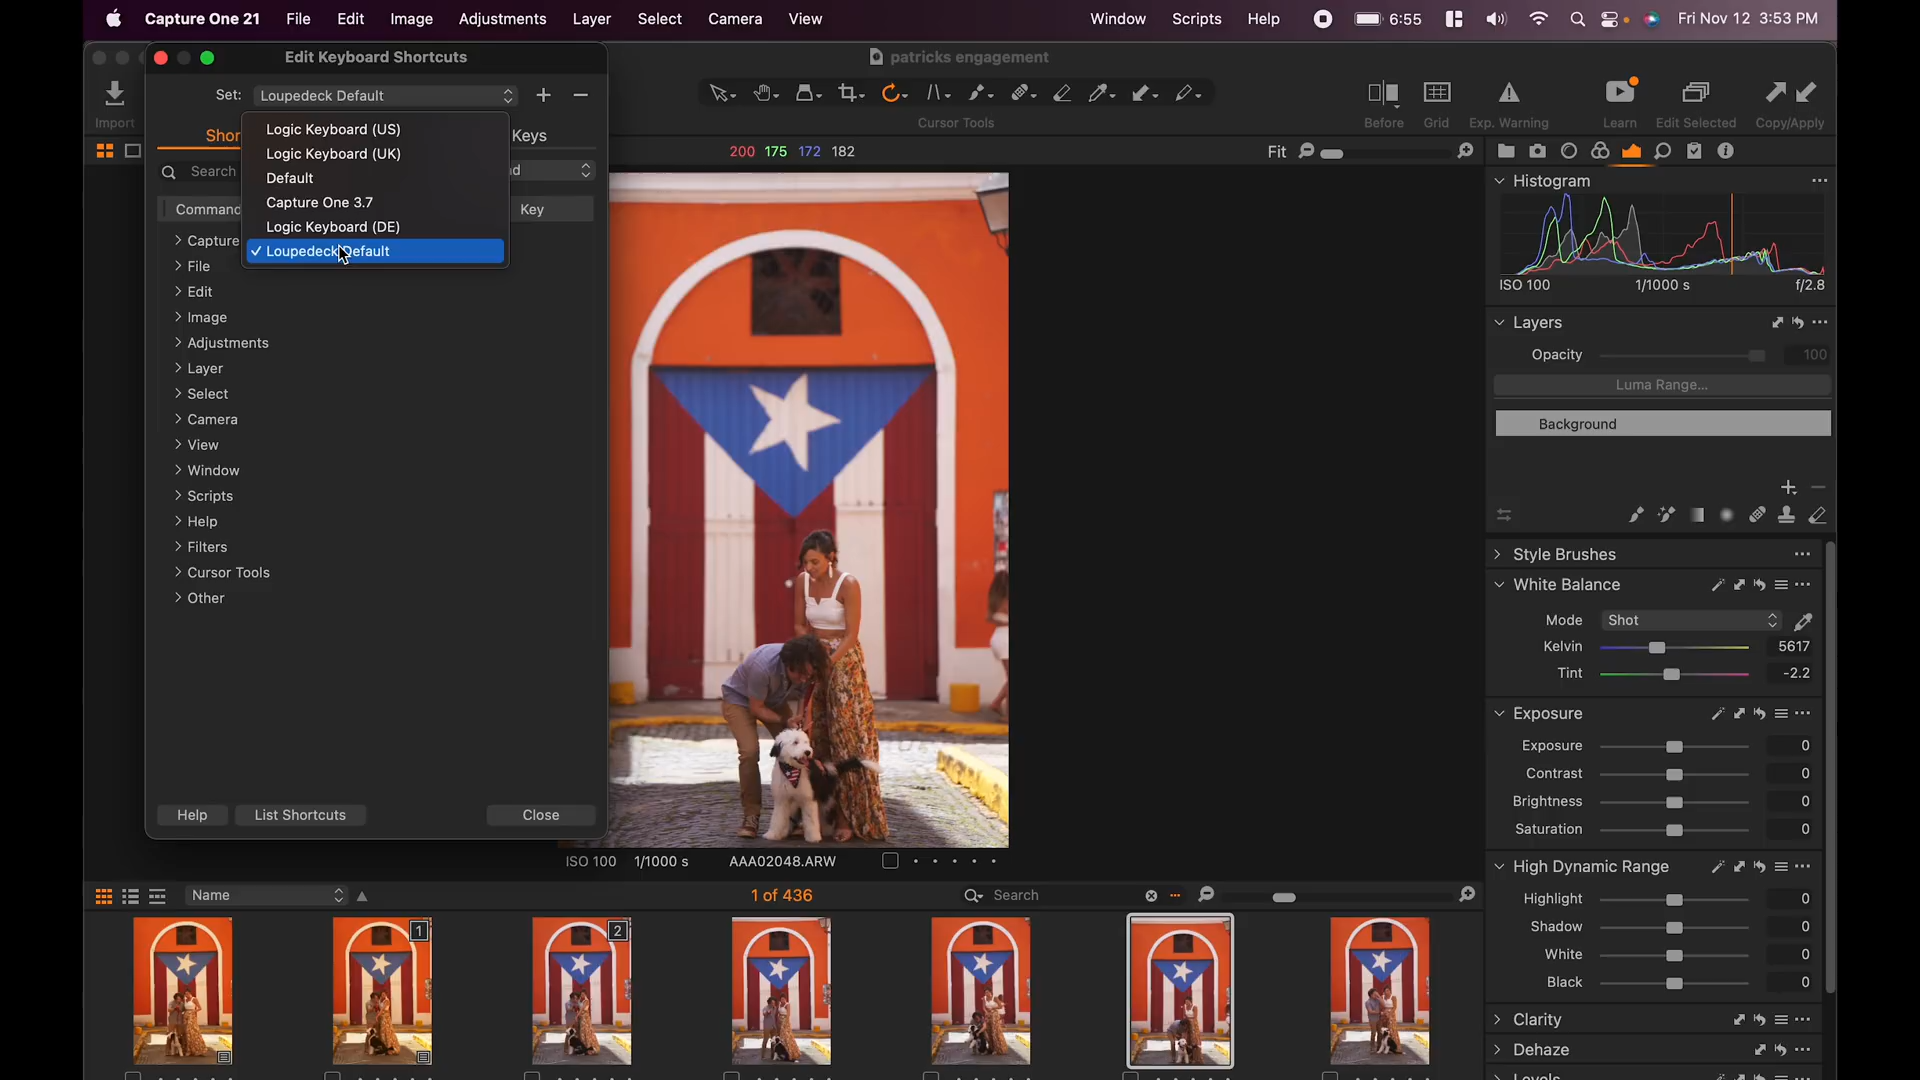 Capture One 21 File Edit Image Adjustments Layer Select Camera View Window Scripts Help 6:55 Fri Nov 12 3:53 PM
Edit Keyboard Shortcuts
patricks engagement
Set: Loupedeck Default
Logic Keyboard (US)
Logic Keyboard (UK)
Default
Capture One 3.7
Logic Keyboard (DE)
✓ Loupedeck Default
Shor
Keys
Search
d
Command
Key
Capture
File
Edit
Image
Adjustments
Layer
Select
Camera
View
Window
Scripts
Help
Filters
Cursor Tools
Other
Help
List Shortcuts
Close
Import
Cursor Tools
Before
Grid
Exp. Warning
Learn
Edit Selected
Copy/Apply
200 175 172 182
Fit
ISO 100 1/1000 s AAA02048.ARW
Name
1 of 436
Search
1
2
Histogram
ISO 100 1/1000 s f/2.8
Layers
Opacity 100
Luma Range...
Background
Style Brushes
White Balance
Mode Shot
Kelvin 5617
Tint -2.2
Exposure
Exposure 0
Contrast 0
Brightness 0
Saturation 0
High Dynamic Range
Highlight 0
Shadow 0
White 0
Black 0
Clarity
Dehaze
Levels